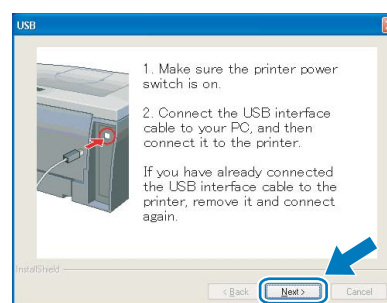 USB
1. Make sure the printer power
switch is on.
2. Connect the USB interface
cable to your PC, and then
connect it to the printer.
If you have already connected
the USB interface cable to the
printer, remove it and connect
again.
InstallShield
< Back Next > Cancel